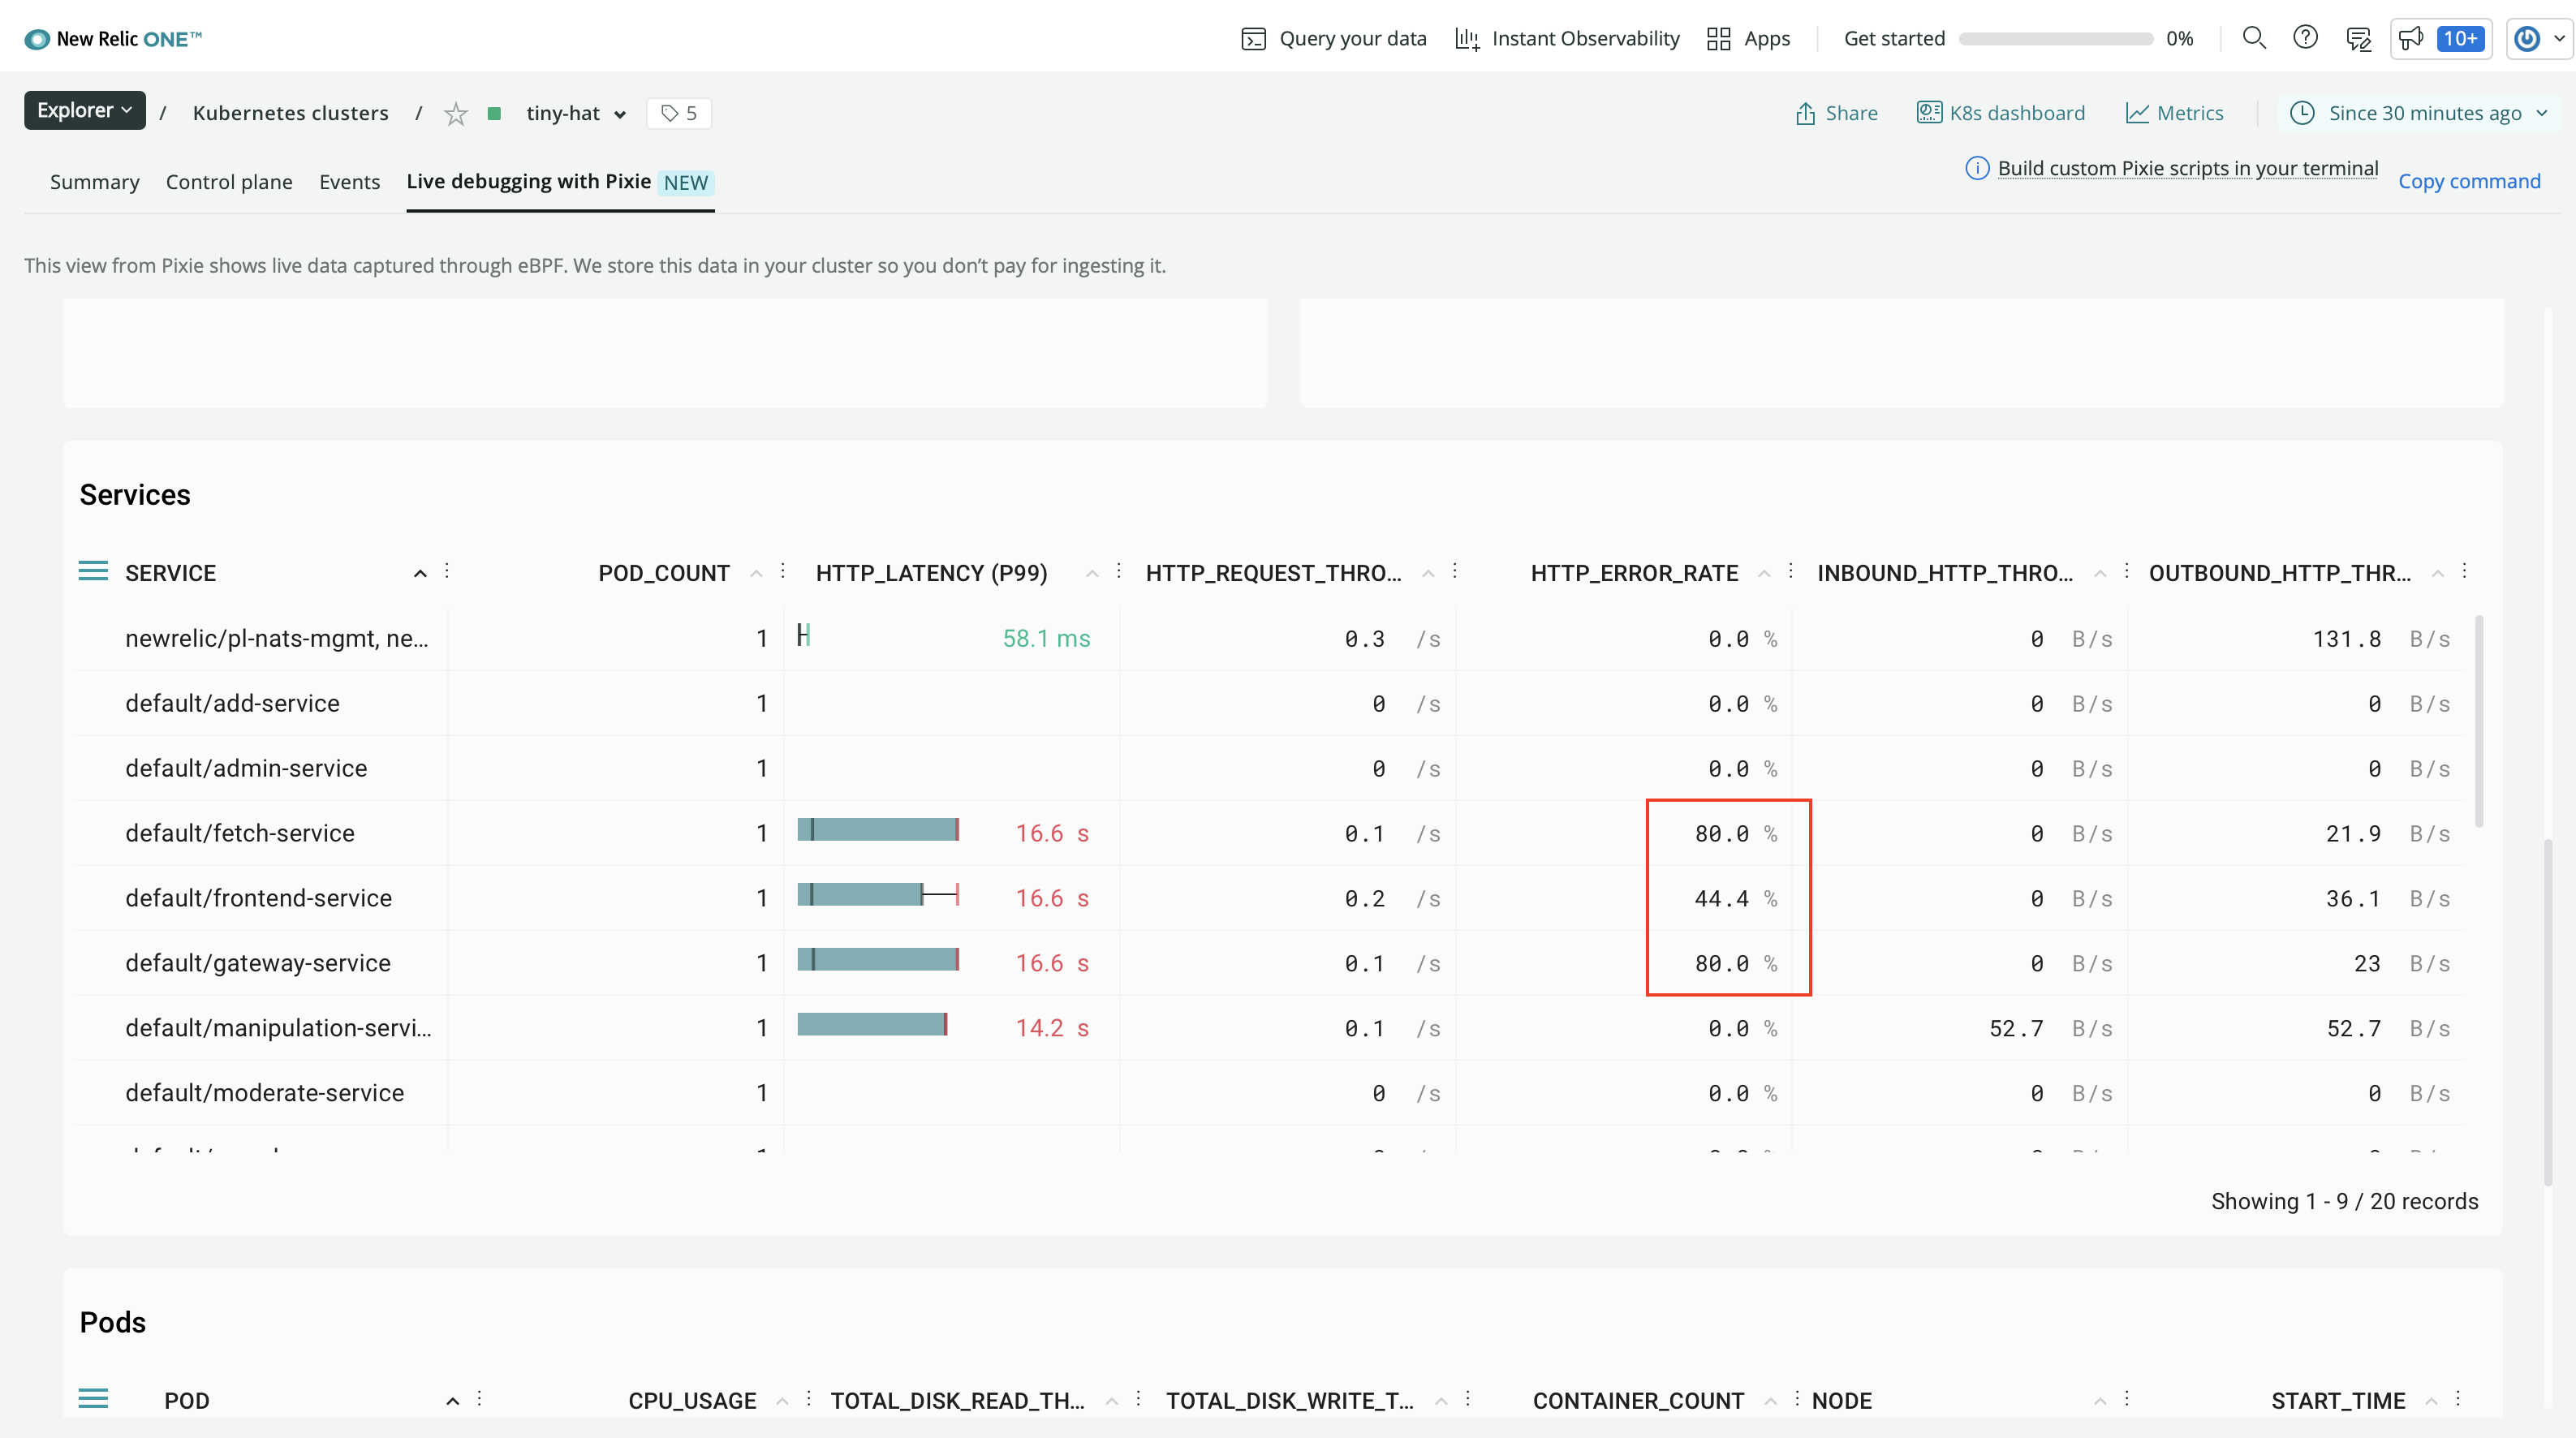 New Relic ONE™
Query your data
Instant Observability
Apps
Get started
0%
10+
Explorer / Kubernetes clusters / tiny-hat 5
Share
K8s dashboard
Metrics
Since 30 minutes ago
Summary
Control plane
Events
Live debugging with Pixie NEW
Build custom Pixie scripts in your terminal
Copy command
This view from Pixie shows live data captured through eBPF. We store this data in your cluster so you don’t pay for ingesting it.
Services
SERVICE POD_COUNT HTTP_LATENCY (P99) HTTP_REQUEST_THRO... HTTP_ERROR_RATE INBOUND_HTTP_THRO... OUTBOUND_HTTP_THR...
newrelic/pl-nats-mgmt, ne... 1 58.1 ms 0.3 /s 0.0 % 0 B/s 131.8 B/s
default/add-service 1 0 /s 0.0 % 0 B/s 0 B/s
default/admin-service 1 0 /s 0.0 % 0 B/s 0 B/s
default/fetch-service 1 16.6 s 0.1 /s 80.0 % 0 B/s 21.9 B/s
default/frontend-service 1 16.6 s 0.2 /s 44.4 % 0 B/s 36.1 B/s
default/gateway-service 1 16.6 s 0.1 /s 80.0 % 0 B/s 23 B/s
default/manipulation-servi... 1 14.2 s 0.1 /s 0.0 % 52.7 B/s 52.7 B/s
default/moderate-service 1 0 /s 0.0 % 0 B/s 0 B/s
Showing 1 - 9 / 20 records
Pods
POD CPU_USAGE TOTAL_DISK_READ_TH... TOTAL_DISK_WRITE_T... CONTAINER_COUNT NODE START_TIME